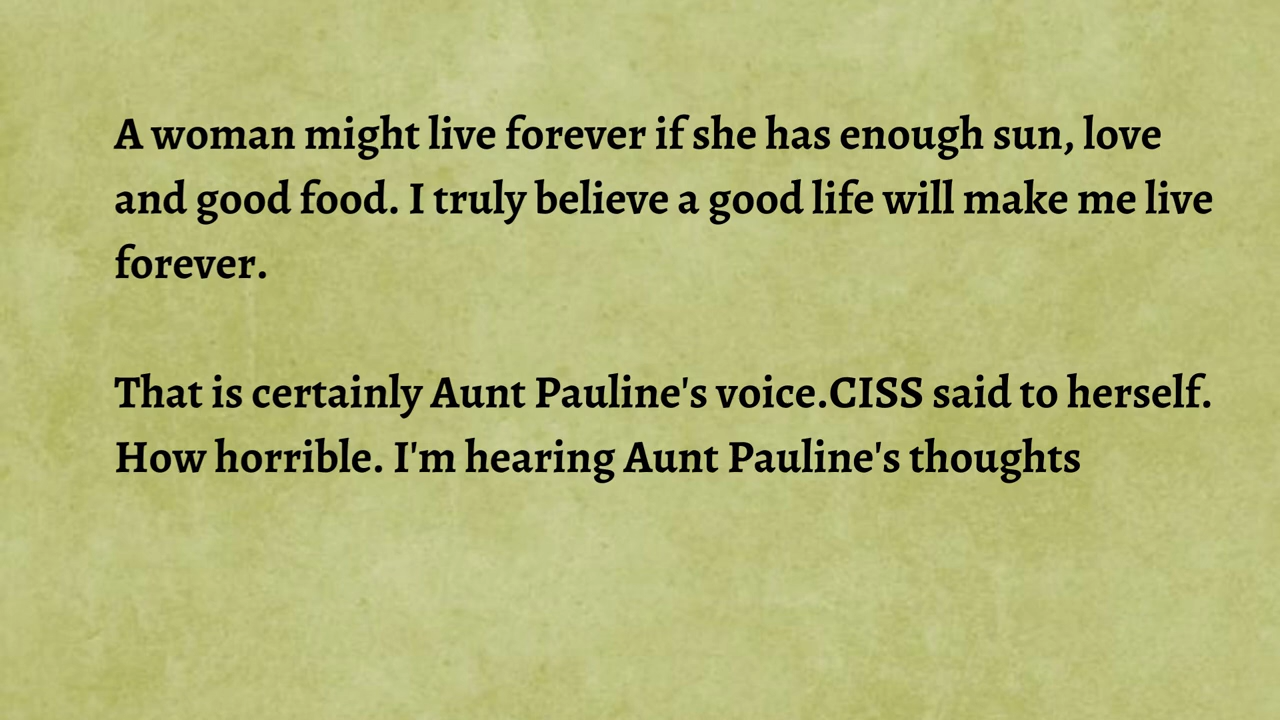 A woman might live forever if she has enough sun, love
and good food. I truly believe a good life will make me live
forever.
That is certainly Aunt Pauline's voice.CISS said to herself.
How horrible. I'm hearing Aunt Pauline's thoughts